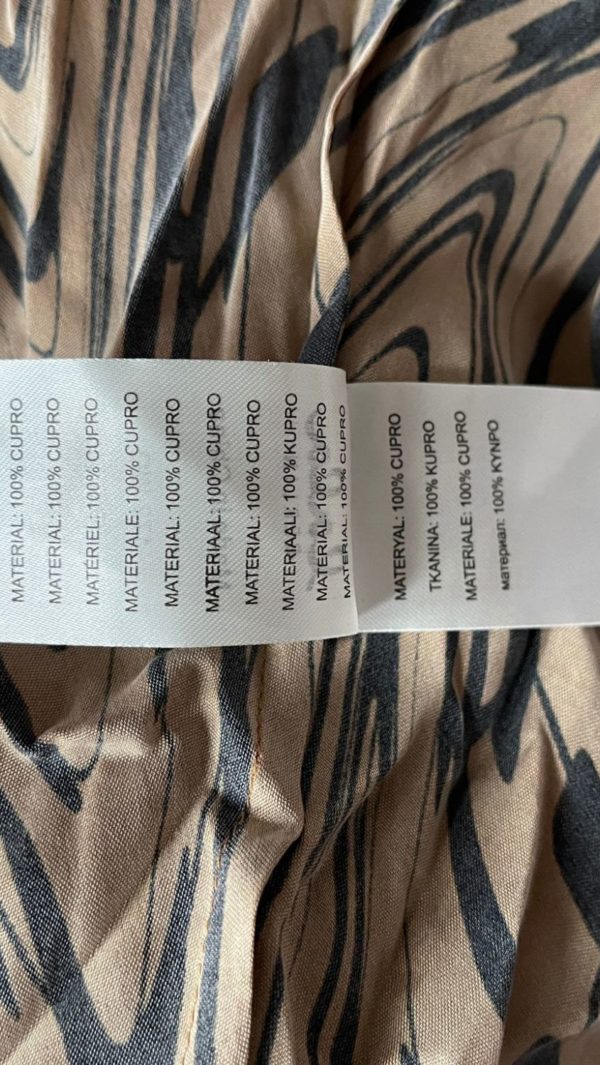 MATERIAL: 100% CUPRO
MATERIAL: 100% CUPRO
MATÉRIEL: 100% CUPRO
MATERIALE: 100% CUPRO
MATERIAL: 100% CUPRO
MATERIAAL: 100% CUPRO
MATERIAL: 100% CUPRO
MATERIAALI: 100% KUPRO
MATERIAL: 100% CUPRO
MATERIAL: 100% CUPRO
MATERYAL: 100% CUPRO
TKANINA: 100% KUPRO
MATERIALE: 100% CUPRO
материал: 100% KYNPO